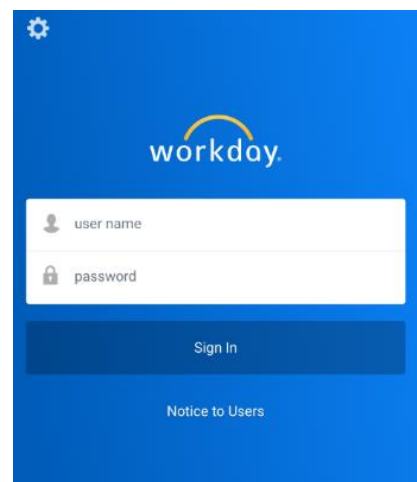 workday.
user name
password
Sign In
Notice to Users